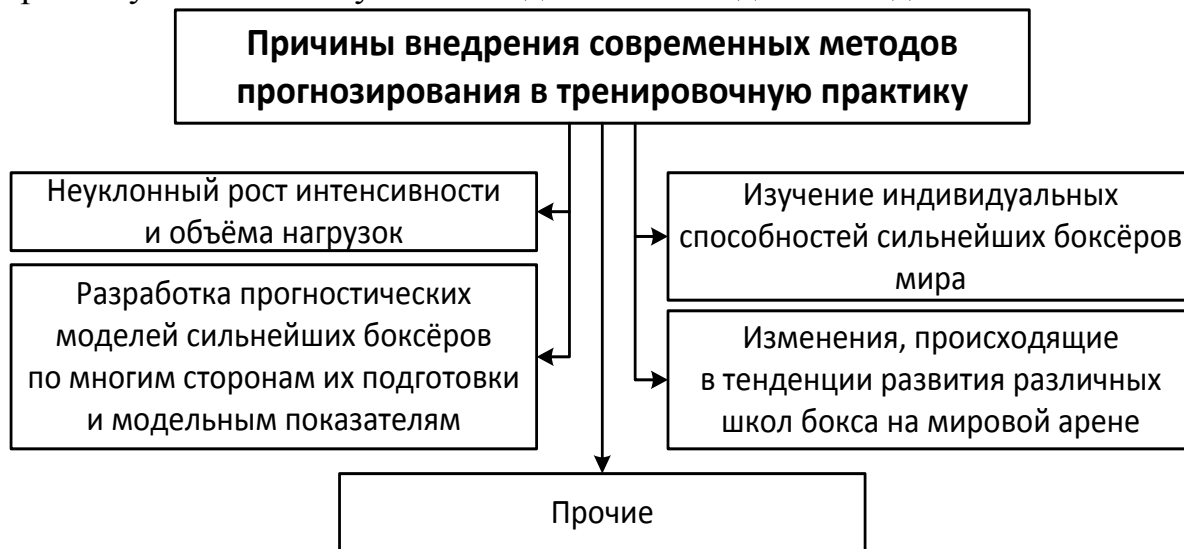 Причины внедрения современных методов
прогнозирования в тренировочную практику
Неуклонный рост интенсивности
и объёма нагрузок
Разработка прогностических
моделей сильнейших боксёров
по многим сторонам их подготовки
и модельным показателям
Изучение индивидуальных
способностей сильнейших боксёров
мира
Изменения, происходящие
в тенденции развития различных
школ бокса на мировой арене
Прочие